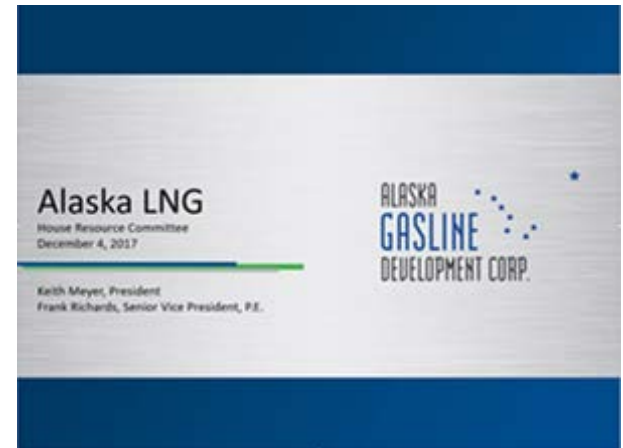 Alaska LNG
House Resource Committee
December 4, 2017
Keith Meyer, President
Frank Richards, Senior Vice President, P.E.
ALASKA
GASLINE
DEVELOPMENT CORP.